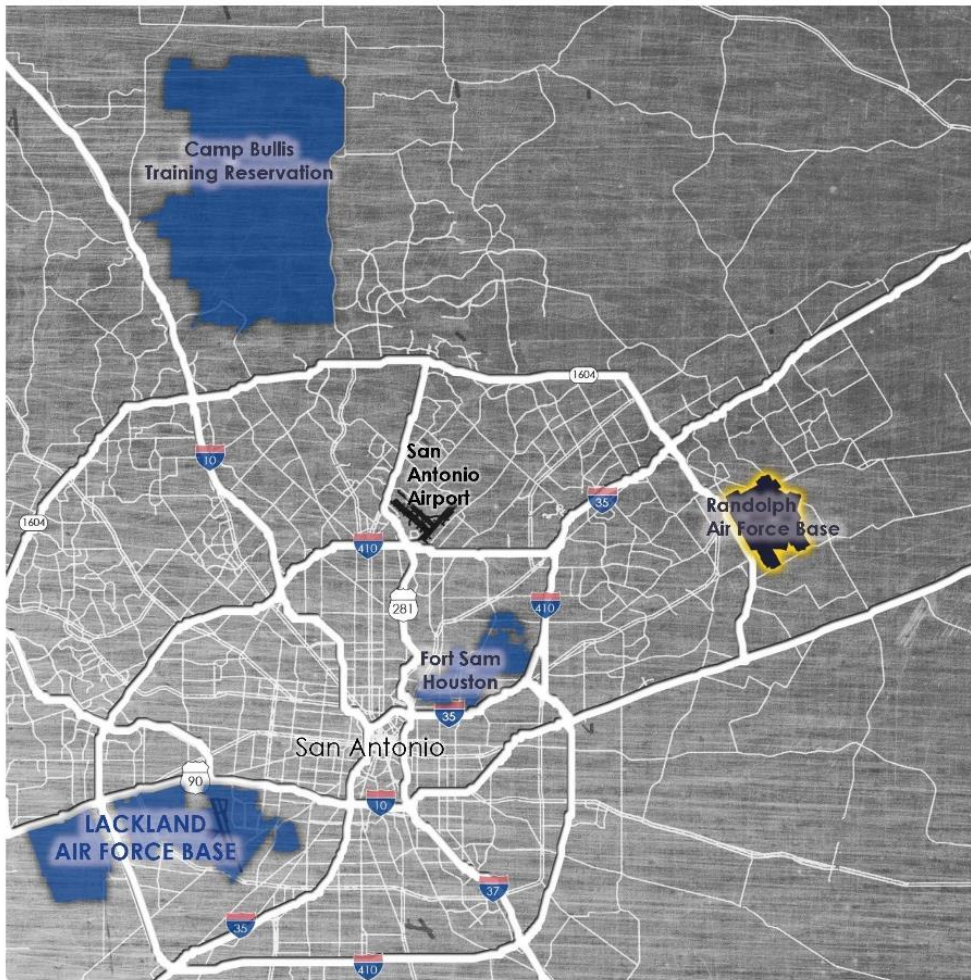 Camp Bullis
Training Reservation
1604
10
San
Antonio
Airport
35
Randolph
Air Force Base
1604
410
410
281
Fort Sam
Houston
35
San Antonio
90
10
LACKLAND
AIR FORCE BASE
37
35
410